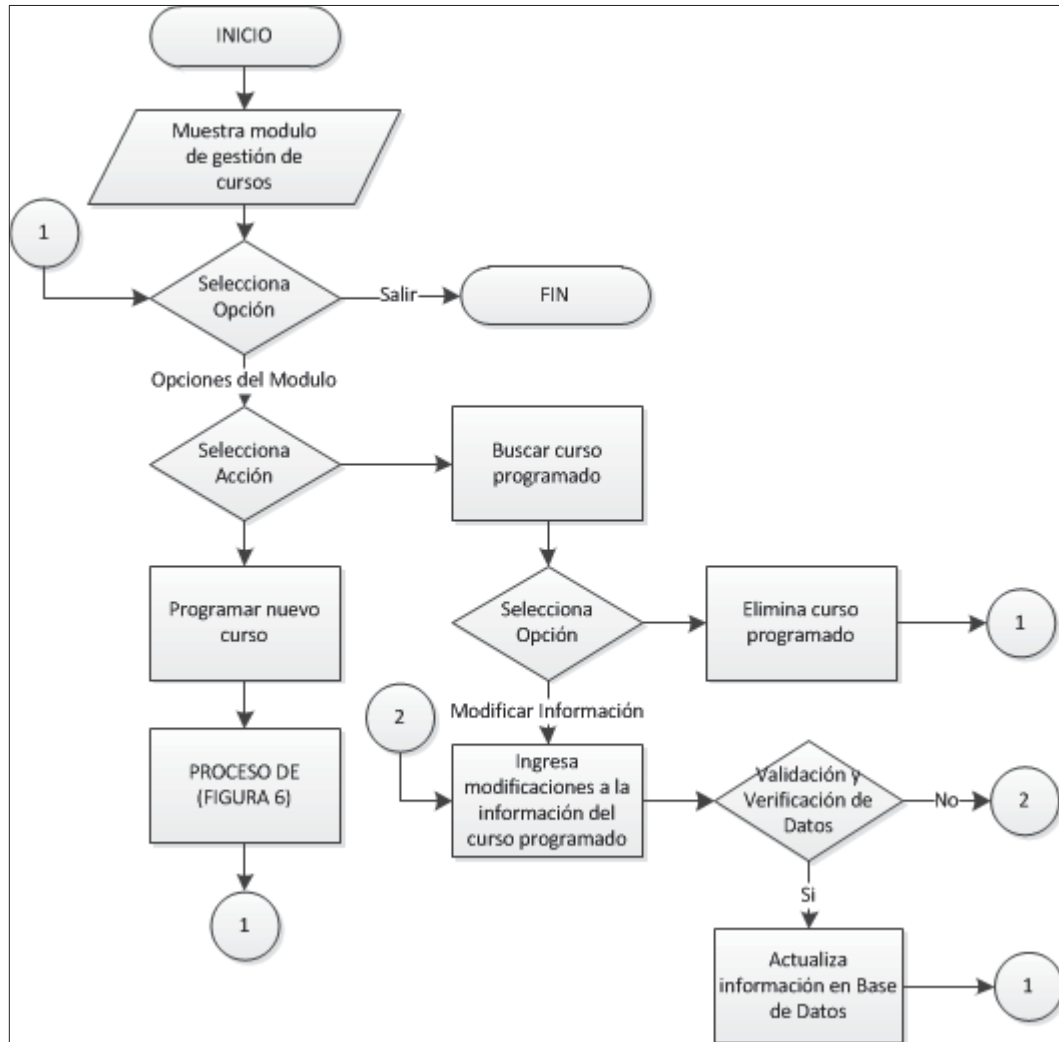 INICIO
Muestra modulo
de gestión de
cursos
1
Selecciona
Opción
Salir
FIN
Opciones del Modulo
Selecciona
Acción
Buscar curso
programado
Programar nuevo
curso
Selecciona
Opción
Elimina curso
programado
1
2
Modificar Información
PROCESO DE
(FIGURA 6)
Ingresa
modificaciones a la
información del
curso programado
Validación y
Verificación de
Datos
No
2
Si
1
Actualiza
información en Base
de Datos
1